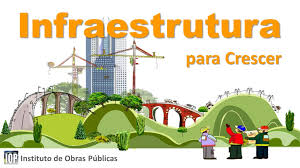 Infraestrutura
para Crescer
IOP Instituto de Obras Públicas